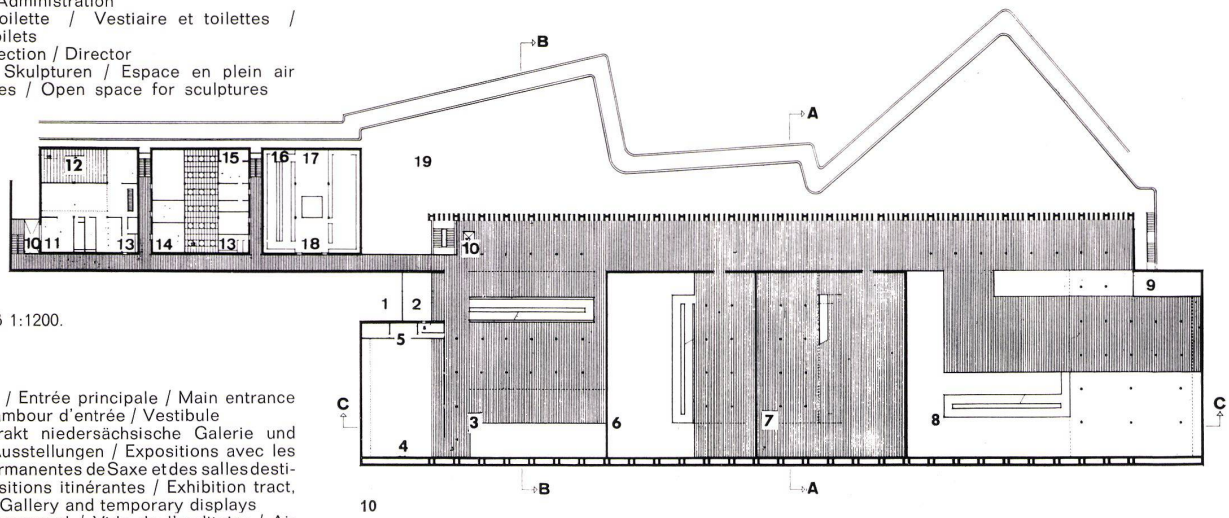 Administration
oilette / Vestiaire et toilettes /
oilets
ection / Director
Skulpturen / Espace en plein air
es / Open space for sculptures
1:1200.
/ Entrée principale / Main entrance
ambour d'entrée / Vestibule
rakt niedersächsische Galerie und
Ausstellungen / Expositions avec les
rmanentes de Saxe et des salles desti-
sitions itinérantes / Exhibition tract,
Gallery and temporary displays
B
A
19
12
15
16
17
10
11
13
14
13
18
10
1
2
5
9
C
3
6
7
8
C
4
B
A
10